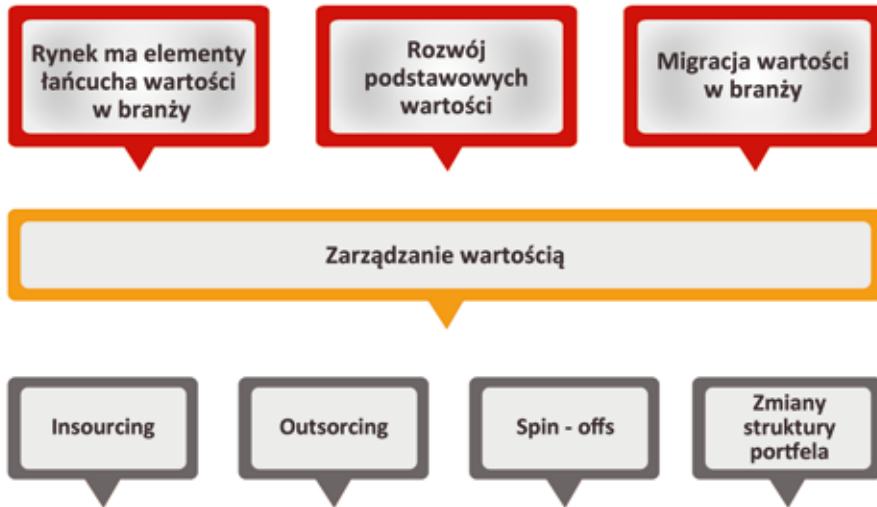 Rynek ma elementy
łańcucha wartości
w branży
Rozwój
podstawowych
wartości
Migracja wartości
w branży
Zarządzanie wartością
Insourcing
Outsorcing
Spin - offs
Zmiany
struktury
portfela